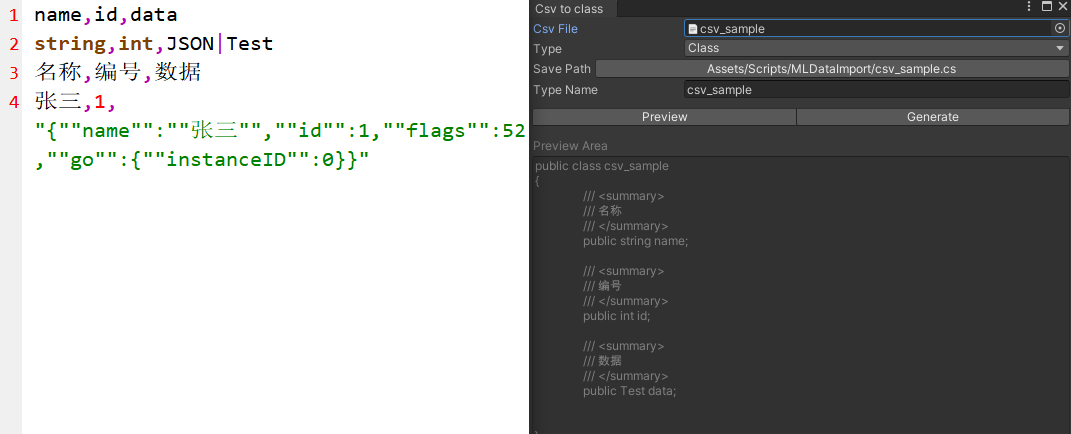 1 name,id,data
2 string,int,JSON|Test
3 名称,编号,数据
4 张三,1,
"{""name"":""张三"",""id"":1,""flags"":52
,""go"":{""instanceID"":0}}"
Csv to class
Csv File csv_sample
Type Class
Save Path Assets/Scripts/MLDataImport/csv_sample.cs
Type Name csv_sample
Preview Generate
Preview Area
public class csv_sample
{
/// <summary>
/// 名称
/// </summary>
public string name;
/// <summary>
/// 编号
/// </summary>
public int id;
/// <summary>
/// 数据
/// </summary>
public Test data;
}